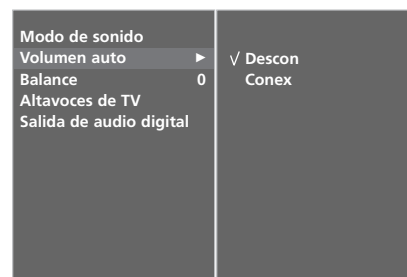 Modo de sonido
Volumen auto ►
Balance 0
Altavoces de TV
Salida de audio digital
√ Descon
Conex